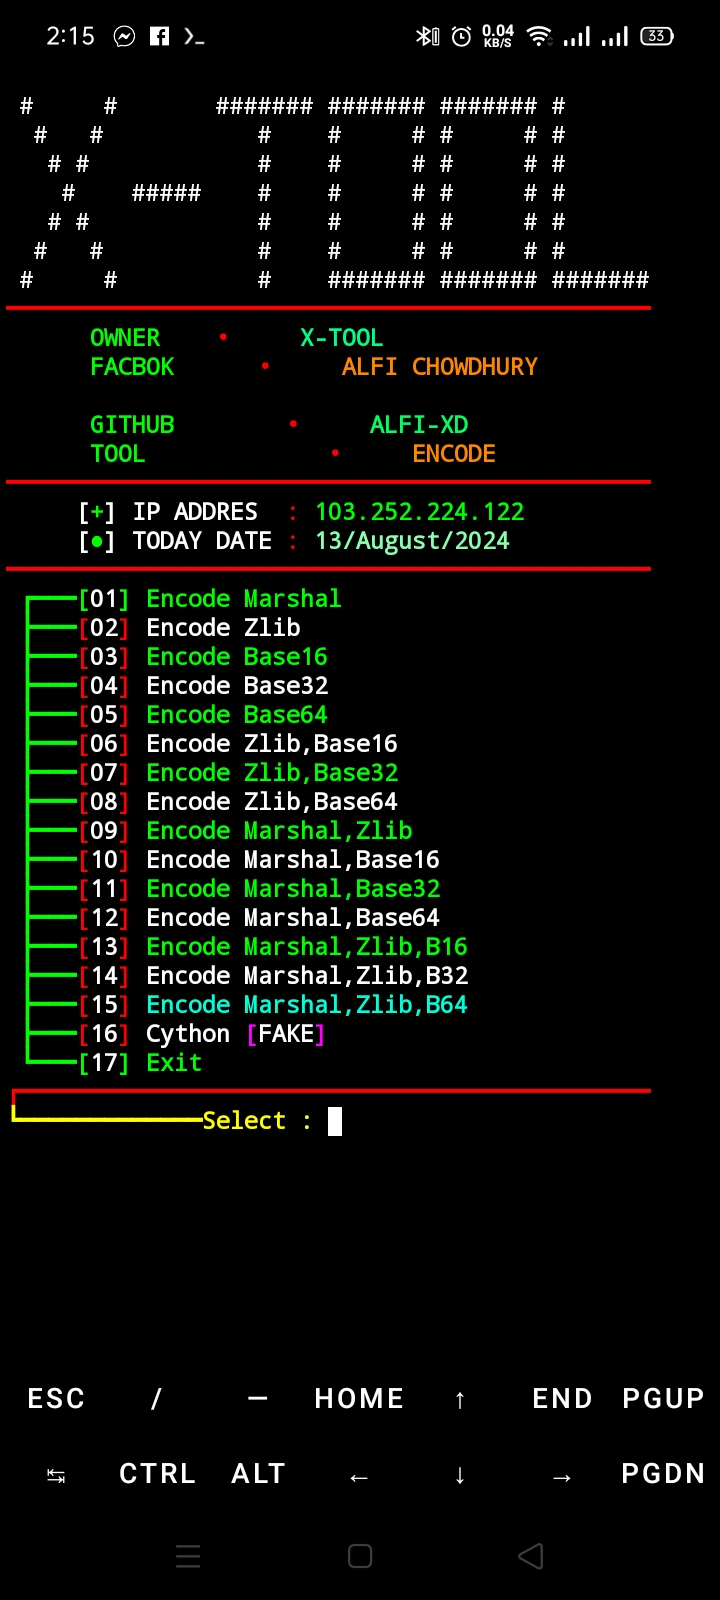 2:15 0.04 KB/S 33
X-TOOL
OWNER • X-TOOL
FACBOK • ALFI CHOWDHURY
GITHUB • ALFI-XD
TOOL • ENCODE
[+] IP ADDRES : 103.252.224.122
[●] TODAY DATE : 13/August/2024
[01] Encode Marshal
[02] Encode Zlib
[03] Encode Base16
[04] Encode Base32
[05] Encode Base64
[06] Encode Zlib,Base16
[07] Encode Zlib,Base32
[08] Encode Zlib,Base64
[09] Encode Marshal,Zlib
[10] Encode Marshal,Base16
[11] Encode Marshal,Base32
[12] Encode Marshal,Base64
[13] Encode Marshal,Zlib,B16
[14] Encode Marshal,Zlib,B32
[15] Encode Marshal,Zlib,B64
[16] Cython [FAKE]
[17] Exit
Select :
ESC / — HOME ↑ END PGUP
↹ CTRL ALT ← ↓ → PGDN